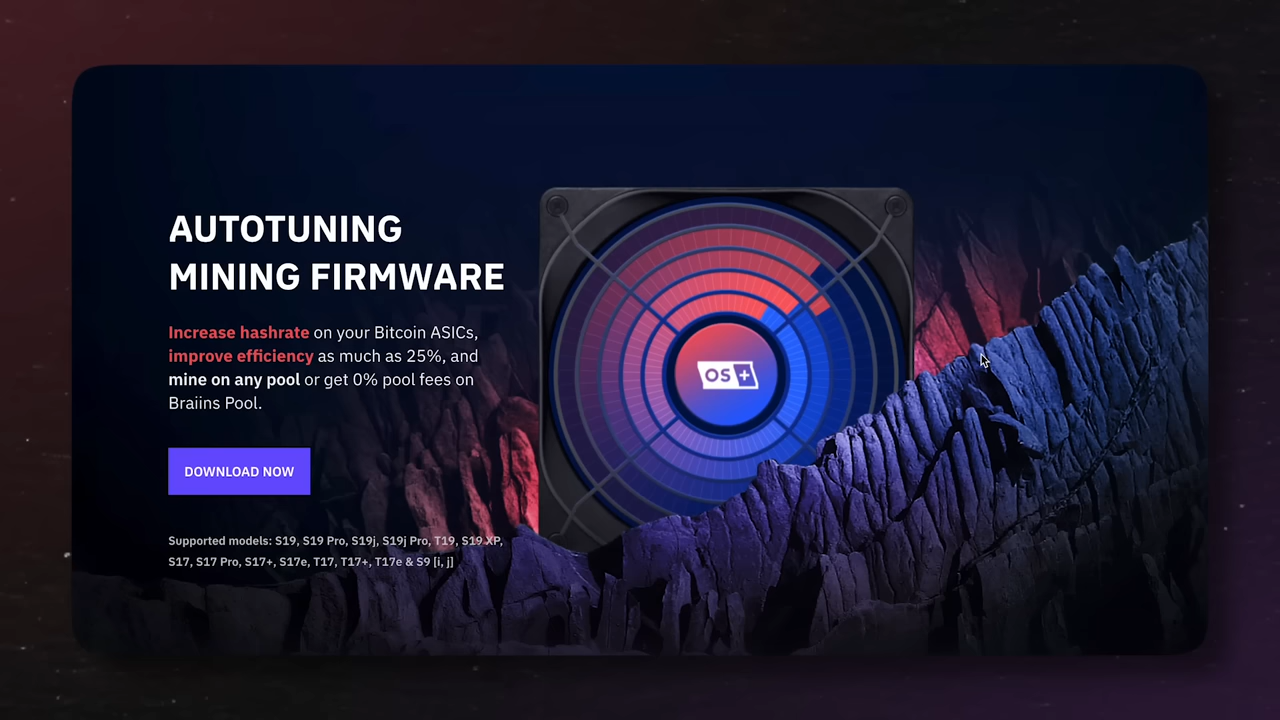 AUTOTUNING
MINING FIRMWARE
Increase hashrate on your Bitcoin ASICs,
improve efficiency as much as 25%, and
mine on any pool or get 0% pool fees on
Braiins Pool.
OS+
DOWNLOAD NOW
Supported models: S19, S19 Pro, S19j, S19j Pro, T19, S19 XP,
S17, S17 Pro, S17+, S17e, T17, T17+, T17e & S9 [i, j]